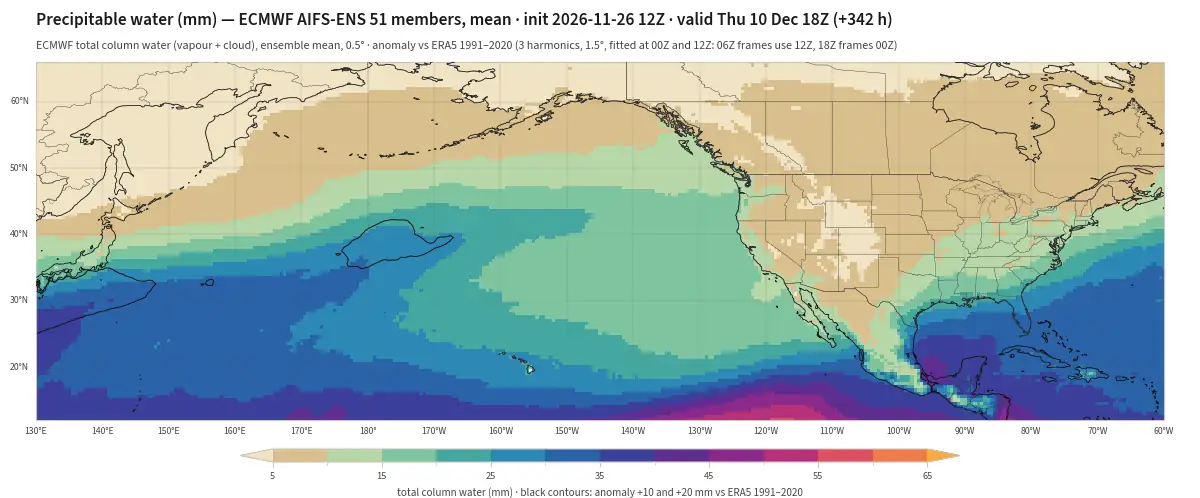 Precipitable water (mm) — ECMWF AIFS-ENS 51 members, mean · init 2026-11-26 12Z · valid Thu 10 Dec 18Z (+342 h)
ECMWF total column water (vapour + cloud), ensemble mean, 0.5° · anomaly vs ERA5 1991–2020 (3 harmonics, 1.5°, fitted at 00Z and 12Z: 06Z frames use 12Z, 18Z frames 00Z)
60°N
50°N
40°N
30°N
20°N
130°E 140°E 150°E 160°E 170°E 180° 170°W 160°W 150°W 140°W 130°W 120°W 110°W 100°W 90°W 80°W 70°W 60°W
5 15 25 35 45 55 65
total column water (mm) · black contours: anomaly +10 and +20 mm vs ERA5 1991–2020